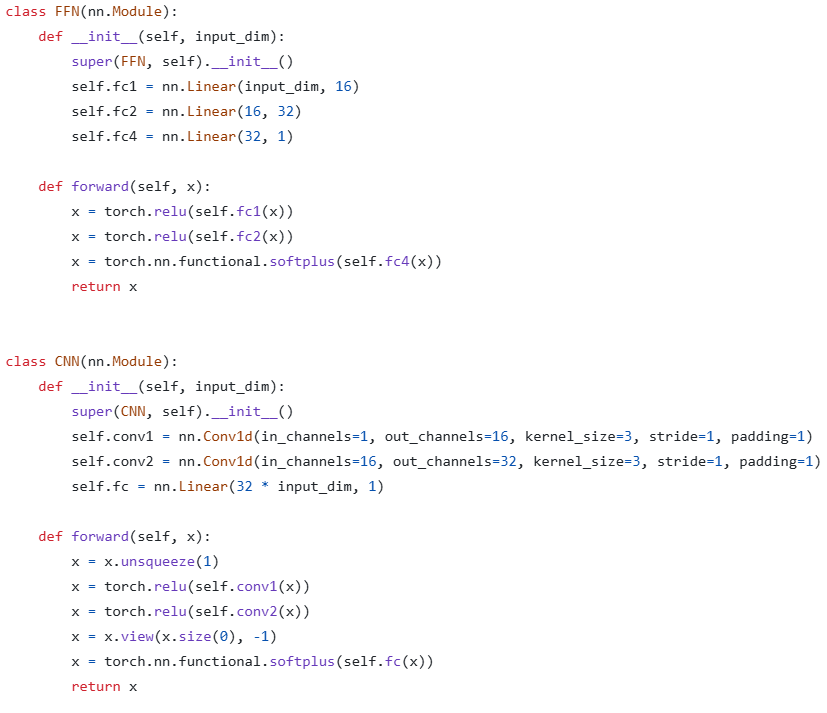 class FFN(nn.Module):
    def __init__(self, input_dim):
        super(FFN, self).__init__()
        self.fc1 = nn.Linear(input_dim, 16)
        self.fc2 = nn.Linear(16, 32)
        self.fc4 = nn.Linear(32, 1)

    def forward(self, x):
        x = torch.relu(self.fc1(x))
        x = torch.relu(self.fc2(x))
        x = torch.nn.functional.softplus(self.fc4(x))
        return x


class CNN(nn.Module):
    def __init__(self, input_dim):
        super(CNN, self).__init__()
        self.conv1 = nn.Conv1d(in_channels=1, out_channels=16, kernel_size=3, stride=1, padding=1)
        self.conv2 = nn.Conv1d(in_channels=16, out_channels=32, kernel_size=3, stride=1, padding=1)
        self.fc = nn.Linear(32 * input_dim, 1)

    def forward(self, x):
        x = x.unsqueeze(1)
        x = torch.relu(self.conv1(x))
        x = torch.relu(self.conv2(x))
        x = x.view(x.size(0), -1)
        x = torch.nn.functional.softplus(self.fc(x))
        return x